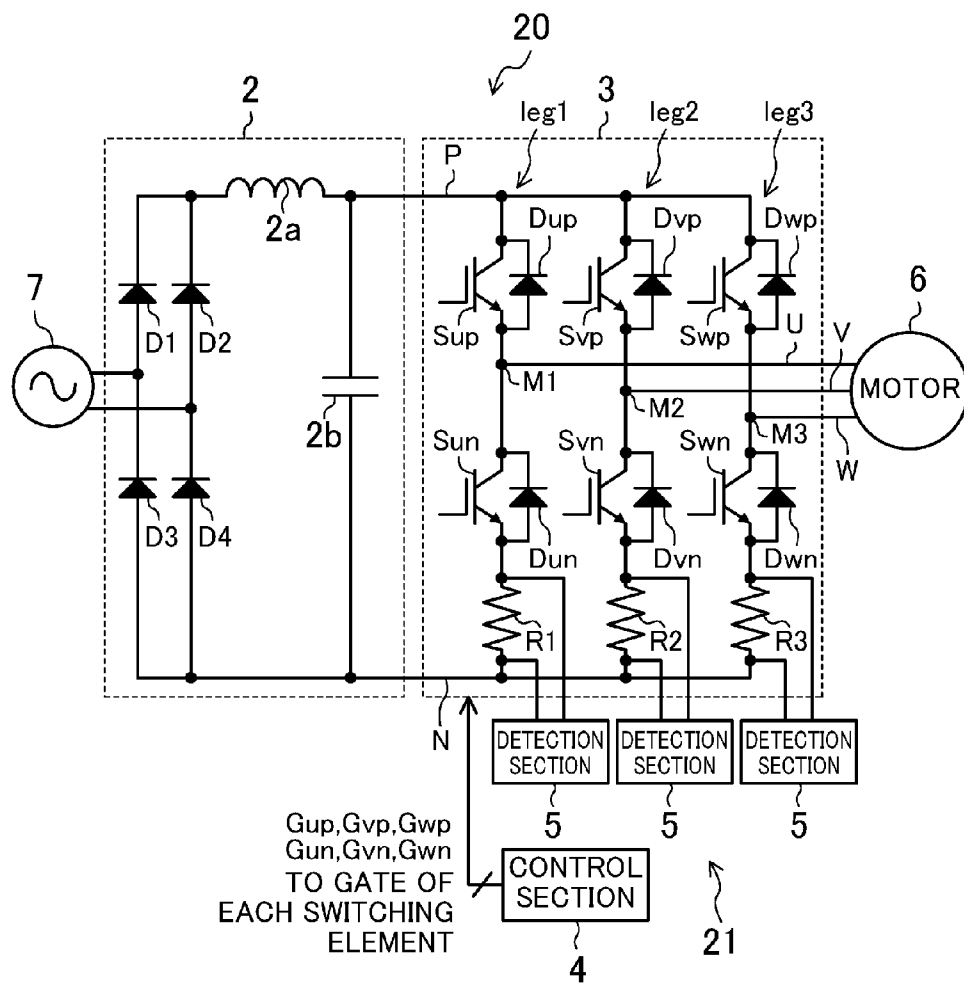 20
2
3
leg1
leg2
leg3
P
2a
Dup
Dvp
Dwp
7
D1
D2
Sup
Svp
Swp
U
V
6
MOTOR
M1
M2
M3
W
2b
Sun
Svn
Swn
D3
D4
Dun
Dvn
Dwn
R1
R2
R3
N
DETECTION
SECTION
DETECTION
SECTION
DETECTION
SECTION
5
5
5
Gup,Gvp,Gwp
Gun,Gvn,Gwn
TO GATE OF
EACH SWITCHING
ELEMENT
CONTROL
SECTION
4
21